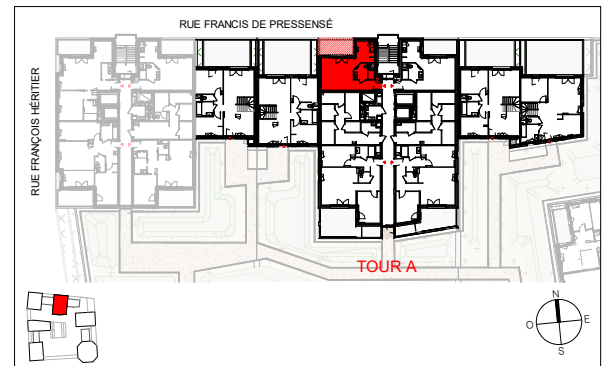 RUE FRANCIS DE PRESSENSÉ
RUE FRANÇOIS HÉRITIER
TOUR A
N
O
E
S